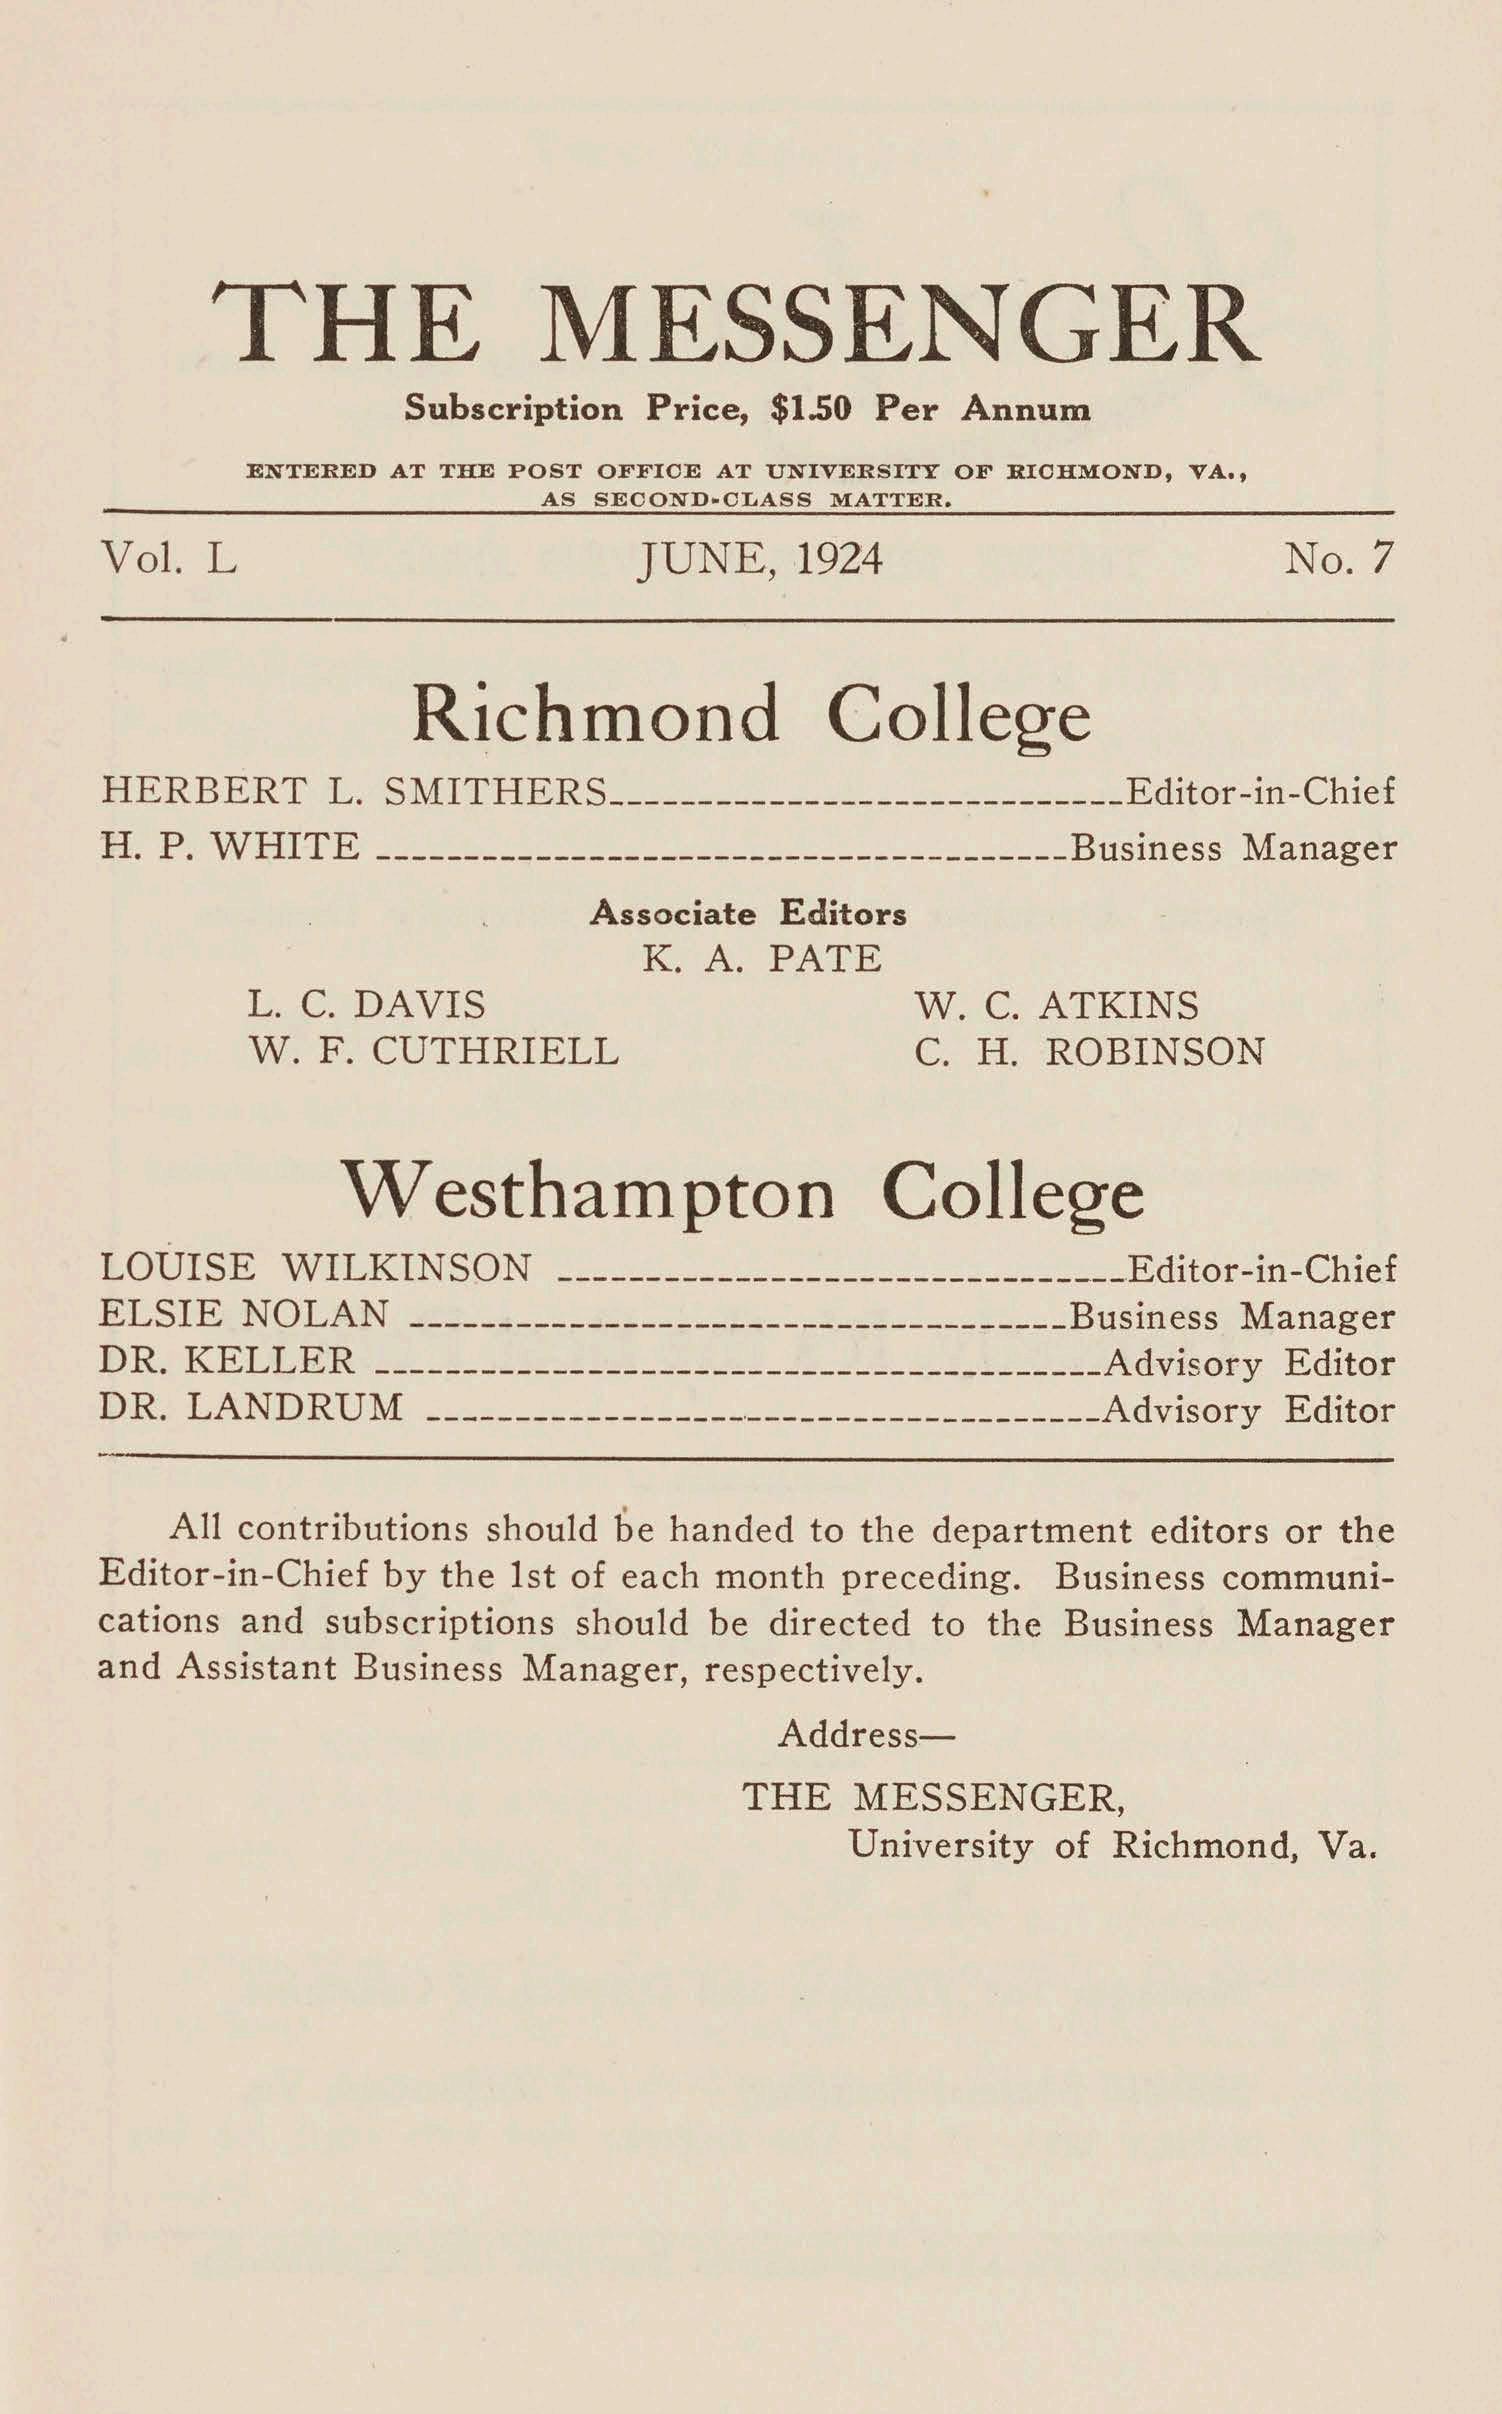 THE MESSENGER
Subscription Price, $1.50 Per Annum
ENTERED AT THE POST OFFICE AT UNIVERSITY OF RICHMOND, VA.,
AS SECOND-CLASS MATTER.
Vol. L JUNE, 1924 No. 7
Richmond College
HERBERT L. SMITHERS-----------------------------Editor-in-Chief
H. P. WHITE ---------------------------------------Business Manager
Associate Editors
K. A. PATE
L. C. DAVIS W. C. ATKINS
W. F. CUTHRIELL C. H. ROBINSON
Westhampton College
LOUISE WILKINSON --------------------------------Editor-in-Chief
ELSIE NOLAN -------------------------------------Business Manager
DR. KELLER -----------------------------------------Advisory Editor
DR. LANDRUM --------------------------------------Advisory Editor
All contributions should be handed to the department editors or the
Editor-in-Chief by the 1st of each month preceding. Business communi-
cations and subscriptions should be directed to the Business Manager
and Assistant Business Manager, respectively.
Address—
THE MESSENGER,
University of Richmond, Va.